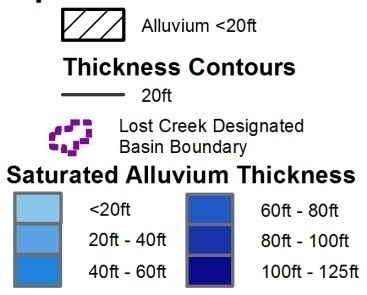 Alluvium <20ft
Thickness Contours
20ft
Lost Creek Designated
Basin Boundary
Saturated Alluvium Thickness
<20ft
20ft - 40ft
40ft - 60ft
60ft - 80ft
80ft - 100ft
100ft - 125ft